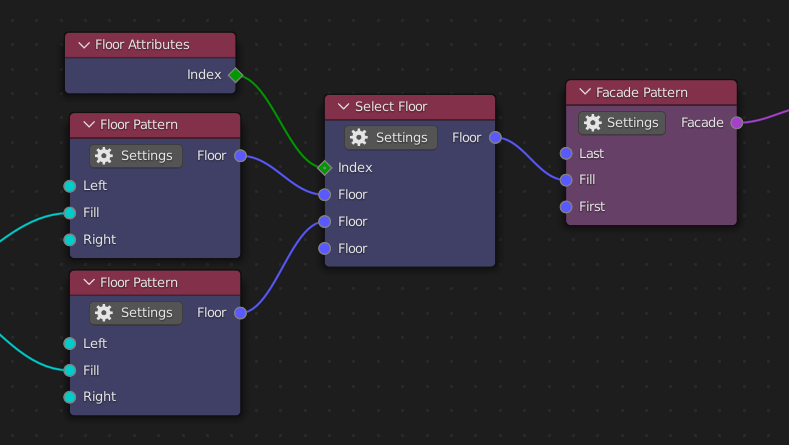 Floor Attributes
Index
Floor Pattern
Settings Floor
Left
Fill
Right
Floor Pattern
Settings Floor
Left
Fill
Right
Select Floor
Settings Floor
Index
Floor
Floor
Floor
Facade Pattern
Settings Facade
Last
Fill
First